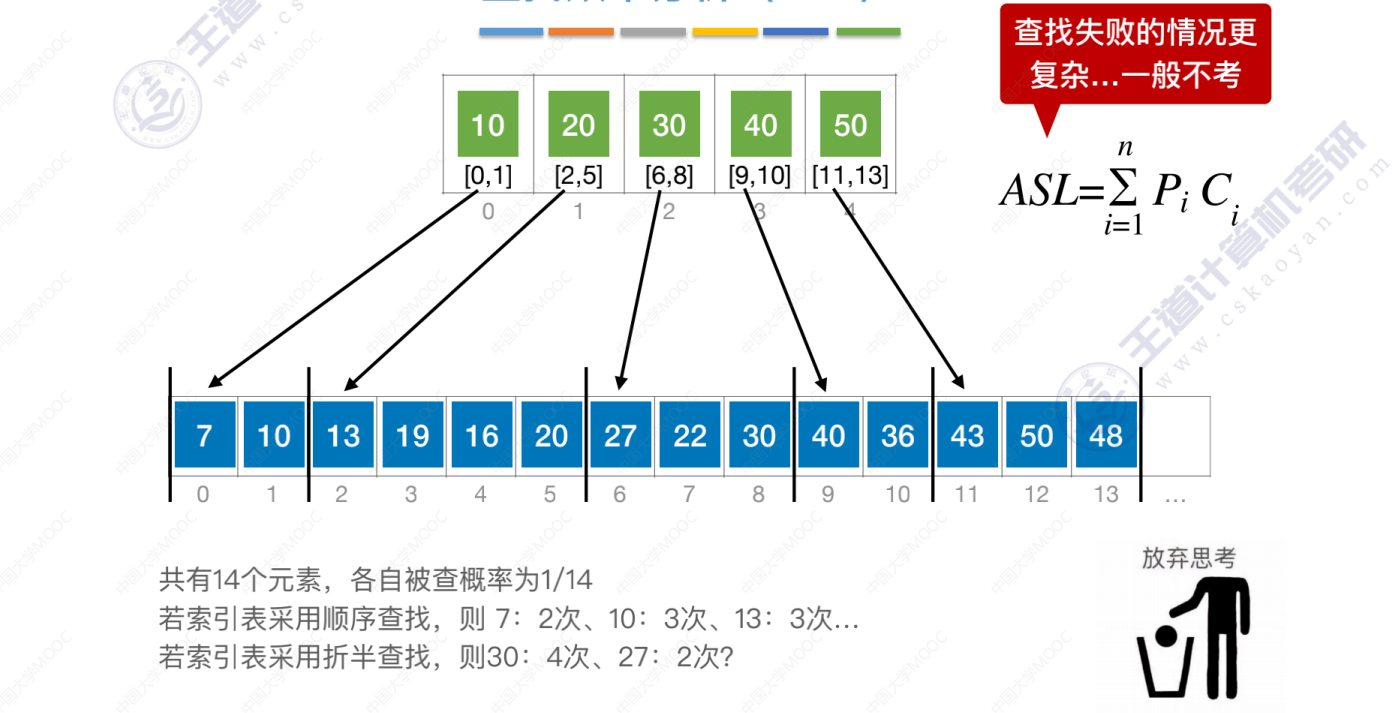 查找失败的情况更
复杂...一般不考
10 20 30 40 50
[0,1] [2,5] [6,8] [9,10] [11,13]
0 1 2 3 4
n
ASL=∑ Pᵢ Cᵢ
i=1
7 10 13 19 16 20 27 22 30 40 36 43 50 48
0 1 2 3 4 5 6 7 8 9 10 11 12 13 ...
共有14个元素，各自被查概率为1/14
若索引表采用顺序查找，则 7：2次、10：3次、13：3次...
若索引表采用折半查找，则30：4次、27：2次?
放弃思考
王道计算机考研
www.cskaoyan.com
中国大学MOOC